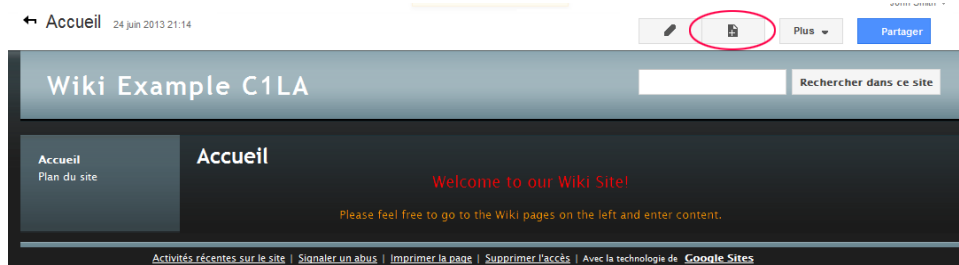 John Smith
Accueil 24 juin 2013 21:14
Plus
Partager
Wiki Example C1LA
Rechercher dans ce site
Accueil
Plan du site
Accueil
Welcome to our Wiki Site!
Please feel free to go to the Wiki pages on the left and enter content.
Activités récentes sur le site | Signaler un abus | Imprimer la page | Supprimer l'accès | Avec la technologie de Google Sites